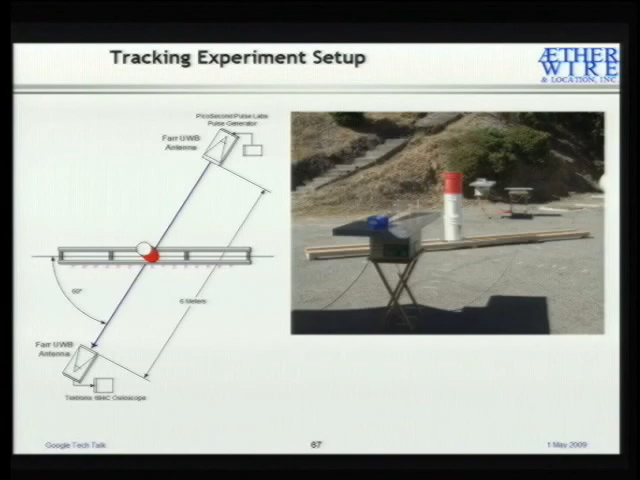 Tracking Experiment Setup
ÆTHER
WIRE
& LOCATION, INC
PicoSecond Pulse Labs
Pulse Generator
Farr UWB
Antenna
60°
6 Meters
Farr UWB
Antenna
Google Tech Talk
67
1 May 2009